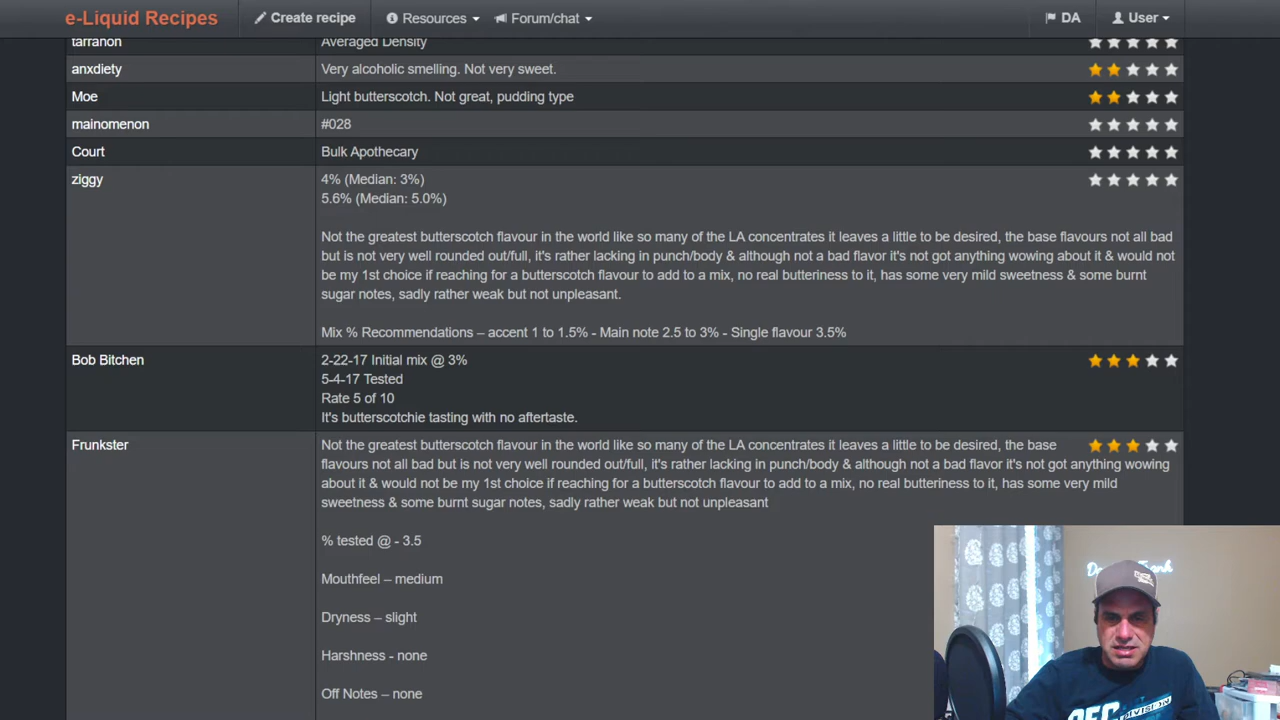 e-Liquid Recipes Create recipe Resources Forum/chat DA User
tarranon Averaged Density
anxdiety Very alcoholic smelling. Not very sweet.
Moe Light butterscotch. Not great, pudding type
mainomenon #028
Court Bulk Apothecary
ziggy 4% (Median: 3%)
5.6% (Median: 5.0%)
Not the greatest butterscotch flavour in the world like so many of the LA concentrates it leaves a little to be desired, the base flavours not all bad
but is not very well rounded out/full, it's rather lacking in punch/body & although not a bad flavor it's not got anything wowing about it & would not
be my 1st choice if reaching for a butterscotch flavour to add to a mix, no real butteriness to it, has some very mild sweetness & some burnt
sugar notes, sadly rather weak but not unpleasant.
Mix % Recommendations – accent 1 to 1.5% - Main note 2.5 to 3% - Single flavour 3.5%
Bob Bitchen 2-22-17 Initial mix @ 3%
5-4-17 Tested
Rate 5 of 10
It's butterscotchie tasting with no aftertaste.
Frunkster Not the greatest butterscotch flavour in the world like so many of the LA concentrates it leaves a little to be desired, the base
flavours not all bad but is not very well rounded out/full, it's rather lacking in punch/body & although not a bad flavor it's not got anything wowing
about it & would not be my 1st choice if reaching for a butterscotch flavour to add to a mix, no real butteriness to it, has some very mild
sweetness & some burnt sugar notes, sadly rather weak but not unpleasant
% tested @ - 3.5
Mouthfeel – medium
Dryness – slight
Harshness - none
Off Notes – none
DIVISION